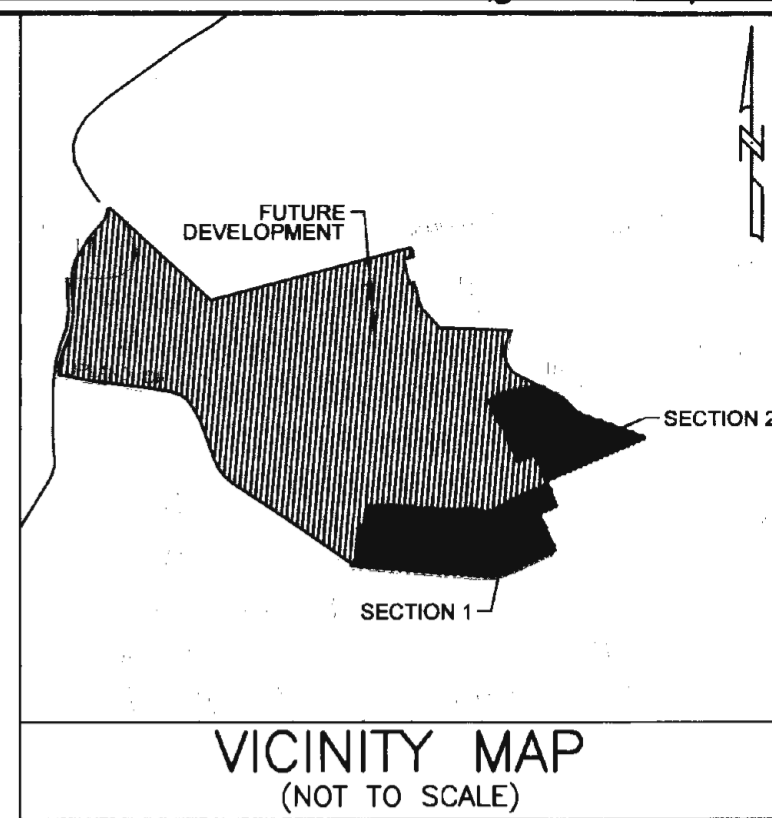 N
FUTURE
DEVELOPMENT
SECTION 2
SECTION 1
VICINITY MAP
(NOT TO SCALE)